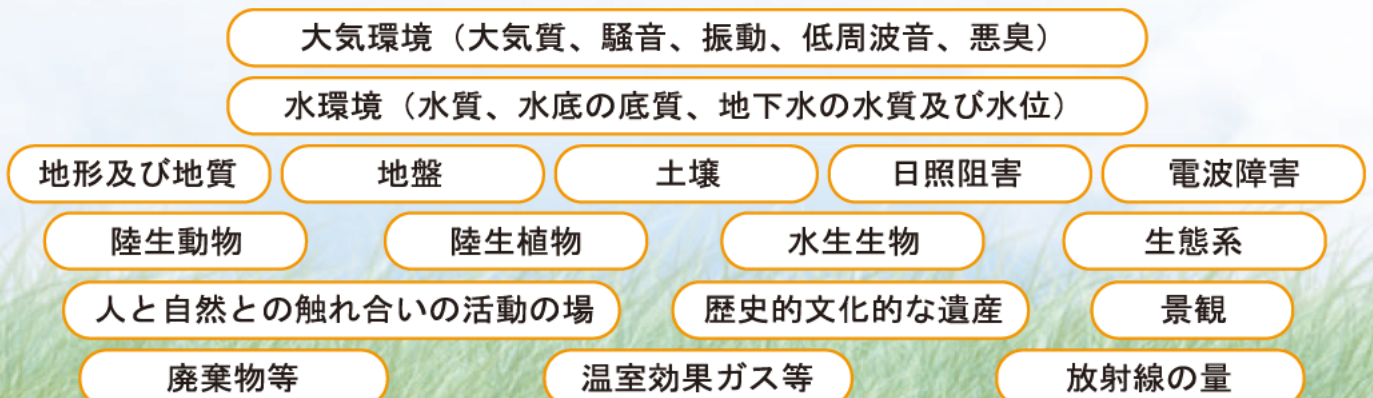 大気環境（大気質、騒音、振動、低周波音、悪臭）
水環境（水質、水底の底質、地下水の水質及び水位）
地形及び地質 地盤 土壌 日照阻害 電波障害
陸生動物 陸生植物 水生生物 生態系
人と自然との触れ合いの活動の場 歴史的文化的な遺産 景観
廃棄物等 温室効果ガス等 放射線の量